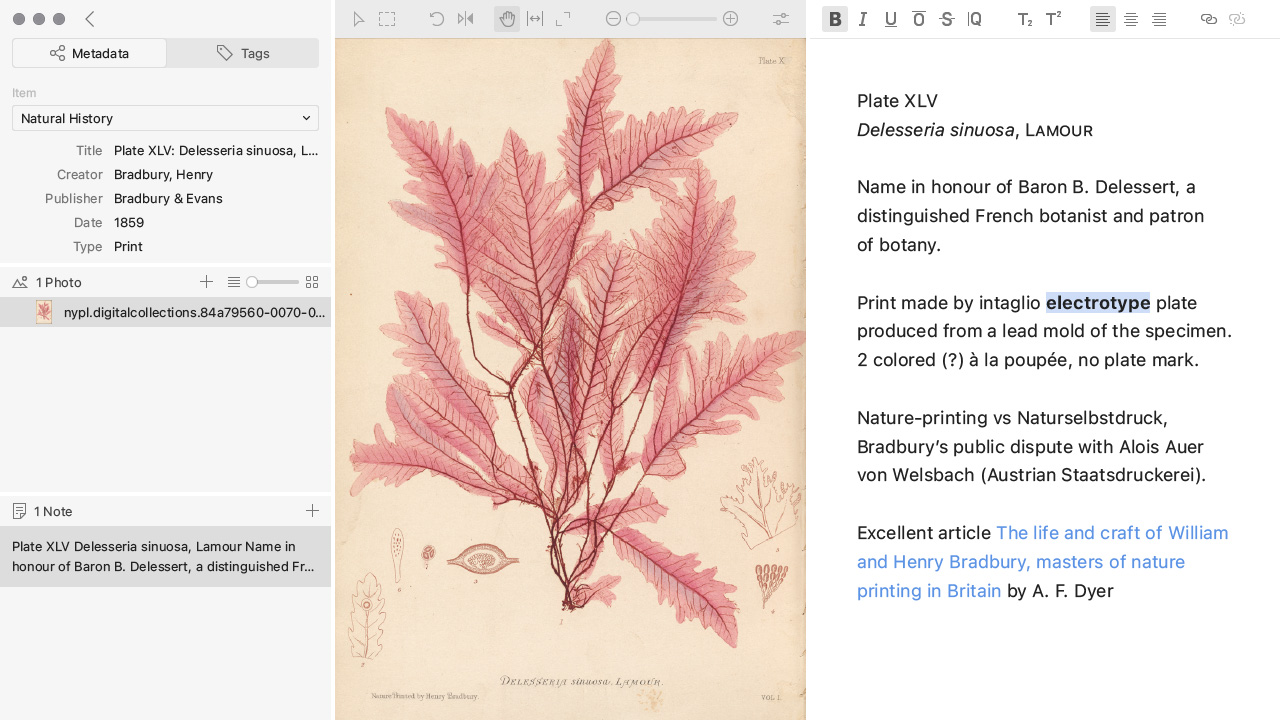 Metadata
Tags
Item
Natural History
Title Plate XLV: Delesseria sinuosa, L...
Creator Bradbury, Henry
Publisher Bradbury & Evans
Date 1859
Type Print
1 Photo
nypl.digitalcollections.84a79560-0070-0...
1 Note
Plate XLV Delesseria sinuosa, Lamour Name in
honour of Baron B. Delessert, a distinguished Fr...
Plate X
DELESSERIA sinuosa, LAMOUR.
Nature Printed by Henry Bradbury.
VOL I.
B I U O S Q T₂ T²
Plate XLV
Delesseria sinuosa, LAMOUR
Name in honour of Baron B. Delessert, a
distinguished French botanist and patron
of botany.
Print made by intaglio electrotype plate
produced from a lead mold of the specimen.
2 colored (?) à la poupée, no plate mark.
Nature-printing vs Naturselbstdruck,
Bradbury’s public dispute with Alois Auer
von Welsbach (Austrian Staatsdruckerei).
Excellent article The life and craft of William
and Henry Bradbury, masters of nature
printing in Britain by A. F. Dyer